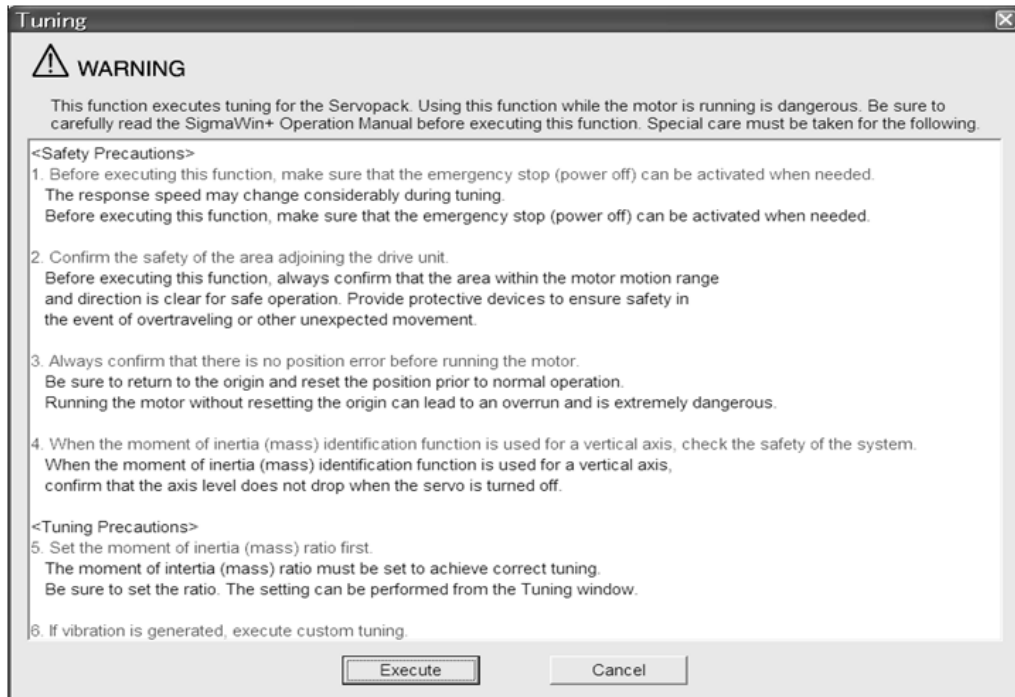 Tuning
WARNING
This function executes tuning for the Servopack. Using this function while the motor is running is dangerous. Be sure to
carefully read the SigmaWin+ Operation Manual before executing this function. Special care must be taken for the following.
<Safety Precautions>
1. Before executing this function, make sure that the emergency stop (power off) can be activated when needed.
The response speed may change considerably during tuning.
Before executing this function, make sure that the emergency stop (power off) can be activated when needed.
2. Confirm the safety of the area adjoining the drive unit.
Before executing this function, always confirm that the area within the motor motion range
and direction is clear for safe operation. Provide protective devices to ensure safety in
the event of overtraveling or other unexpected movement.
3. Always confirm that there is no position error before running the motor.
Be sure to return to the origin and reset the position prior to normal operation.
Running the motor without resetting the origin can lead to an overrun and is extremely dangerous.
4. When the moment of inertia (mass) identification function is used for a vertical axis, check the safety of the system.
When the moment of inertia (mass) identification function is used for a vertical axis,
confirm that the axis level does not drop when the servo is turned off.
<Tuning Precautions>
5. Set the moment of inertia (mass) ratio first.
The moment of intertia (mass) ratio must be set to achieve correct tuning.
Be sure to set the ratio. The setting can be performed from the Tuning window.
6. If vibration is generated, execute custom tuning.
Execute
Cancel